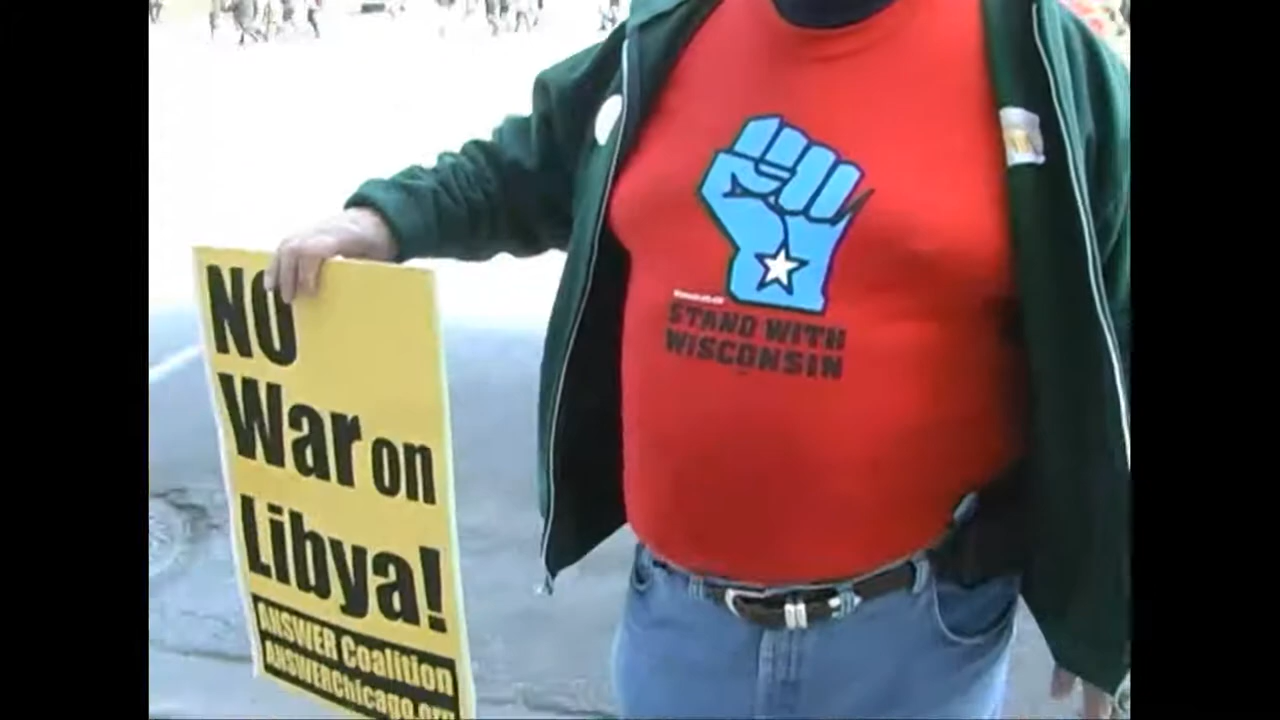 NO
War on
Libya!
ANSWER Coalition
ANSWERChicago.org
STAND WITH
WISCONSIN